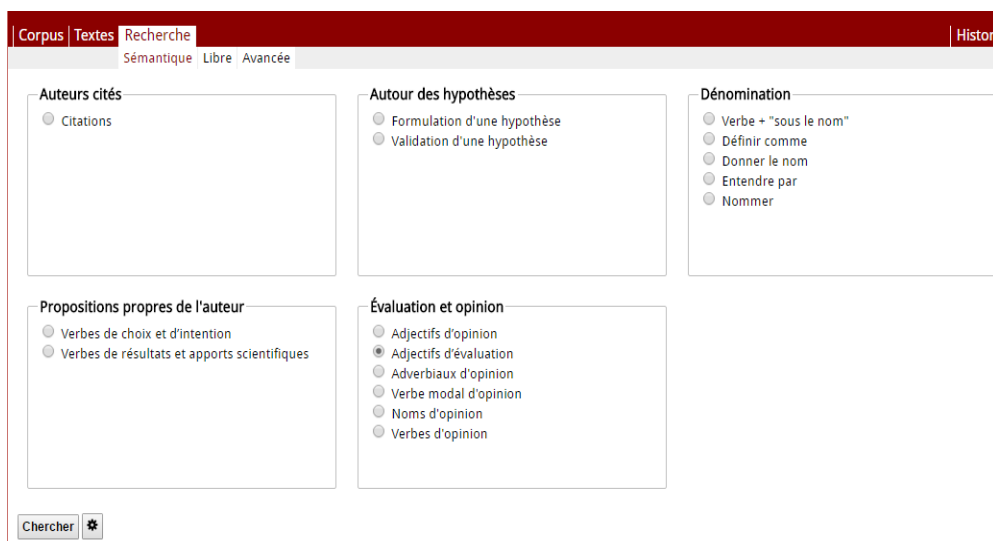 Corpus Textes Recherche Histor
Sémantique Libre Avancée
Auteurs cités
Citations
Autour des hypothèses
Formulation d'une hypothèse
Validation d'une hypothèse
Dénomination
Verbe + "sous le nom"
Définir comme
Donner le nom
Entendre par
Nommer
Propositions propres de l'auteur
Verbes de choix et d'intention
Verbes de résultats et apports scientifiques
Évaluation et opinion
Adjectifs d'opinion
Adjectifs d'évaluation
Adverbiaux d'opinion
Verbe modal d'opinion
Noms d'opinion
Verbes d'opinion
Chercher